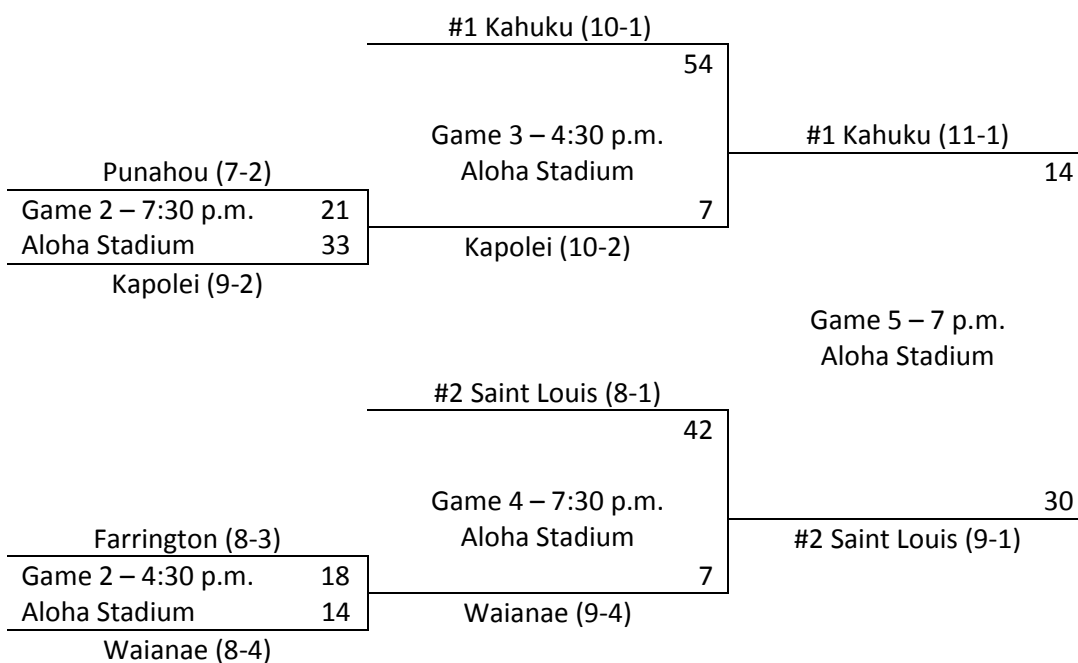 #1 Kahuku (10-1)
54
Game 3 – 4:30 p.m.
Aloha Stadium
7
Kapolei (10-2)
Punahou (7-2)
Game 2 – 7:30 p.m. 21
Aloha Stadium 33
Kapolei (9-2)
#1 Kahuku (11-1)
14
Game 5 – 7 p.m.
Aloha Stadium
#2 Saint Louis (8-1)
42
Game 4 – 7:30 p.m.
Aloha Stadium
7
Waianae (9-4)
Farrington (8-3)
Game 2 – 4:30 p.m. 18
Aloha Stadium 14
Waianae (8-4)
30
#2 Saint Louis (9-1)